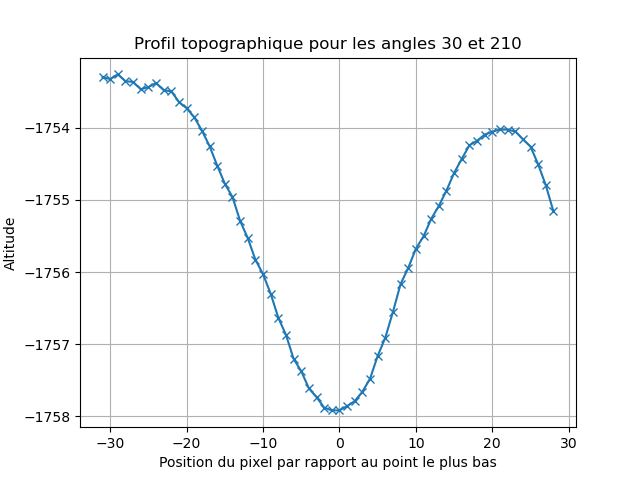 Profil topographique pour les angles 30 et 210
Altitude
−1754
−1755
−1756
−1757
−1758
−30 −20 −10 0 10 20 30
Position du pixel par rapport au point le plus bas